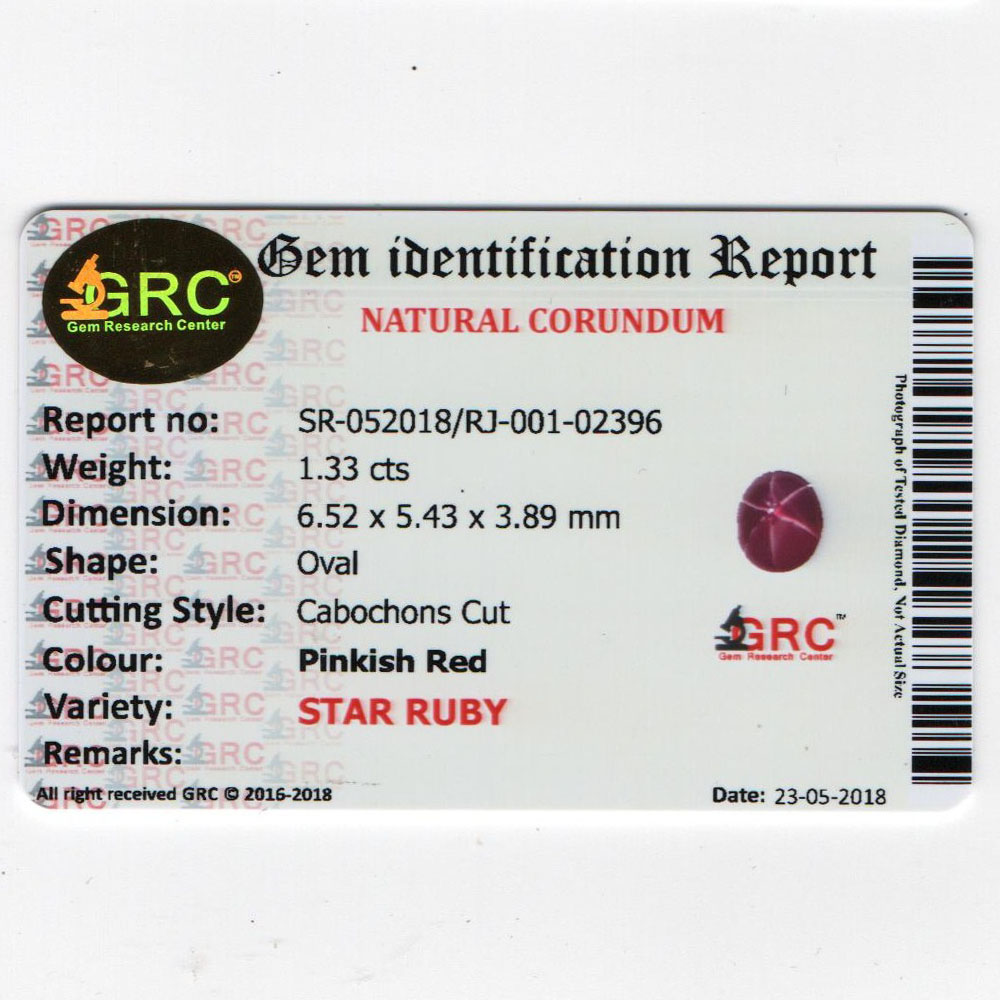 GRC™
Gem Research Center
Gem identification Report
NATURAL CORUNDUM
Report no: SR-052018/RJ-001-02396
Weight: 1.33 cts
Dimension: 6.52 x 5.43 x 3.89 mm
Shape: Oval
Cutting Style: Cabochons Cut
Colour: Pinkish Red
Variety: STAR RUBY
Remarks:
All right received GRC © 2016-2018
GRC™
Gem Research Center
Date: 23-05-2018
Photograph of Tested Diamond, Not Actual Size